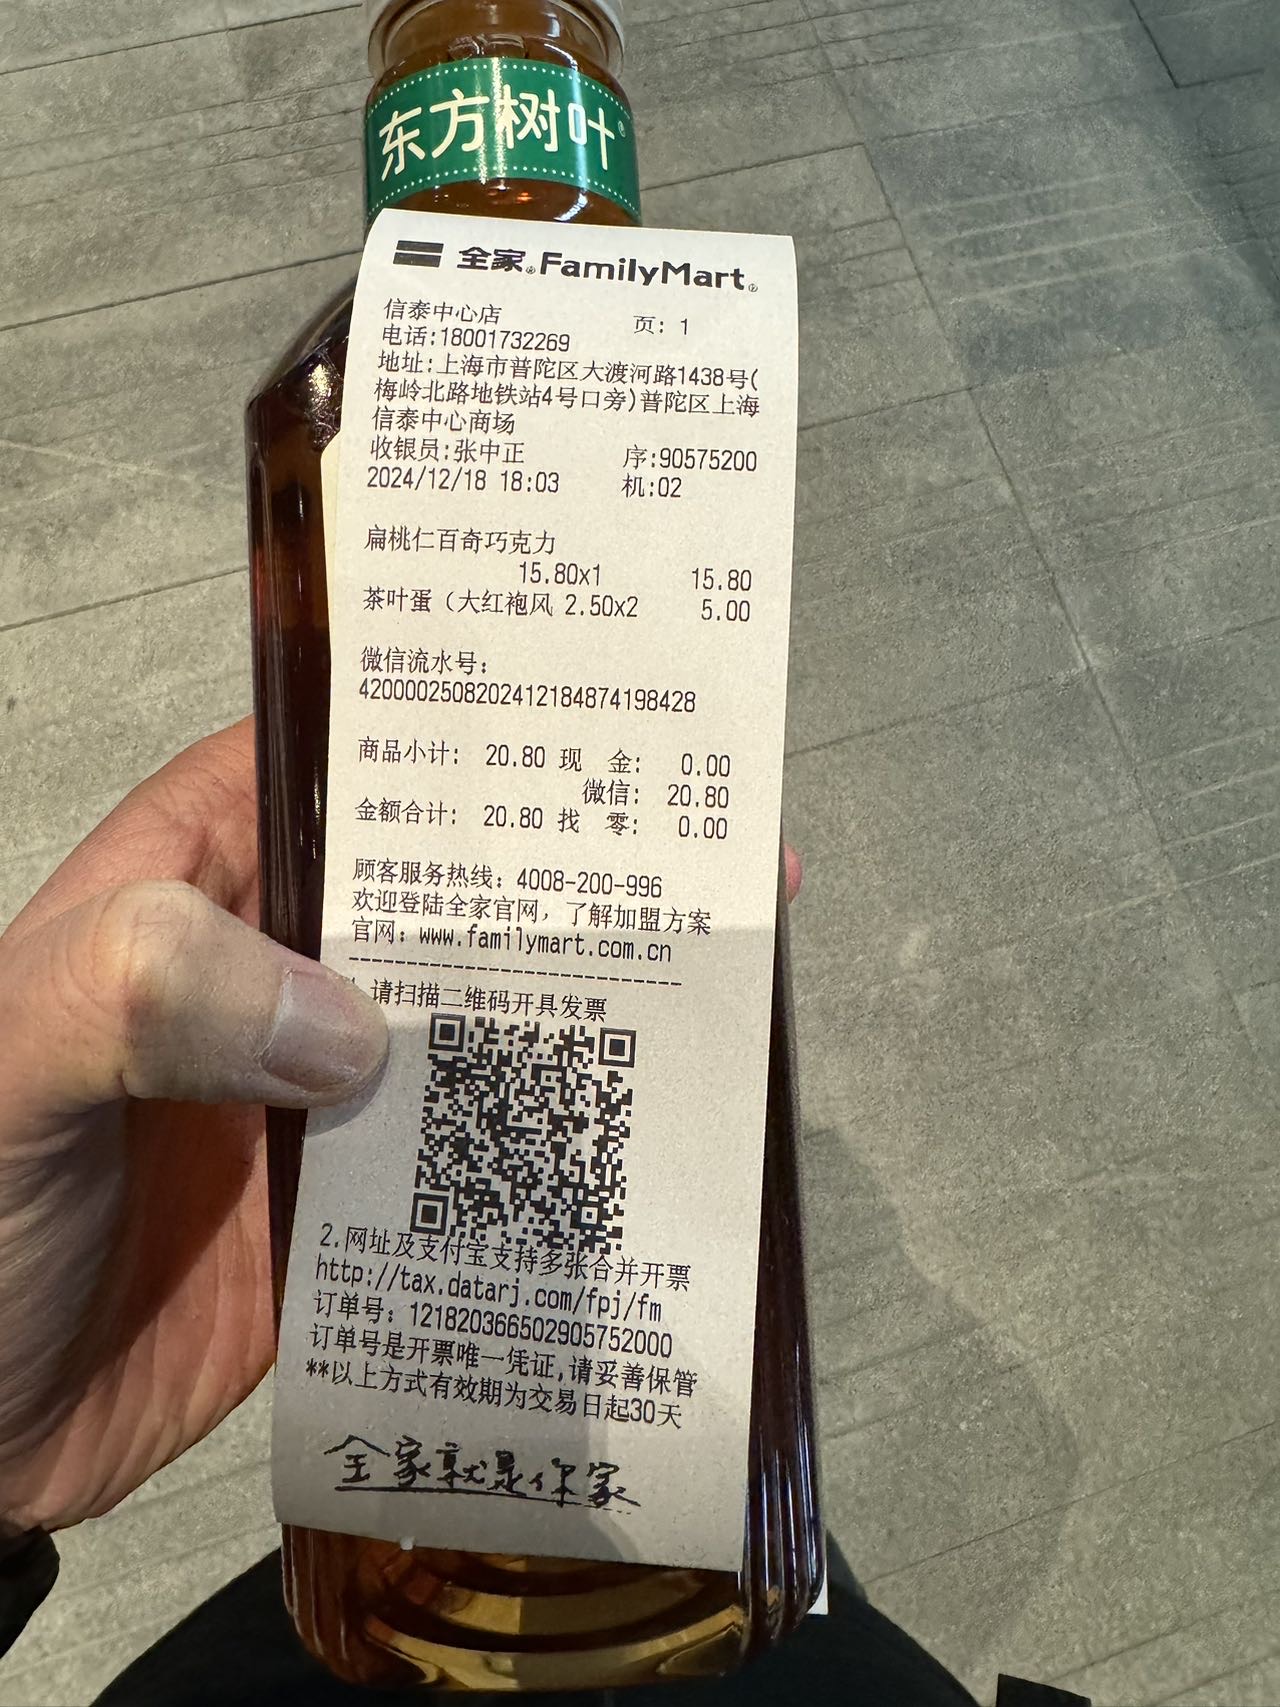 东方树叶
全家 FamilyMart
信泰中心店 页: 1
电话:18001732269
地址:上海市普陀区大渡河路1438号(
梅岭北路地铁站4号口旁)普陀区上海
信泰中心商场
收银员:张中正 序:90575200
2024/12/18 18:03 机:02
扁桃仁百奇巧克力
15.80x1 15.80
茶叶蛋（大红袍风 2.50x2 5.00
微信流水号:
4200002508202412184874198428
商品小计: 20.80 现 金: 0.00
微信: 20.80
金额合计: 20.80 找 零: 0.00
顾客服务热线: 4008-200-996
欢迎登陆全家官网，了解加盟方案
官网: www.familymart.com.cn
请扫描二维码开具发票
2.网址及支付宝支持多张合并开票
http://tax.datarj.com/fpj/fm
订单号: 121820366502905752000
订单号是开票唯一凭证,请妥善保管
**以上方式有效期为交易日起30天
全家就是你家